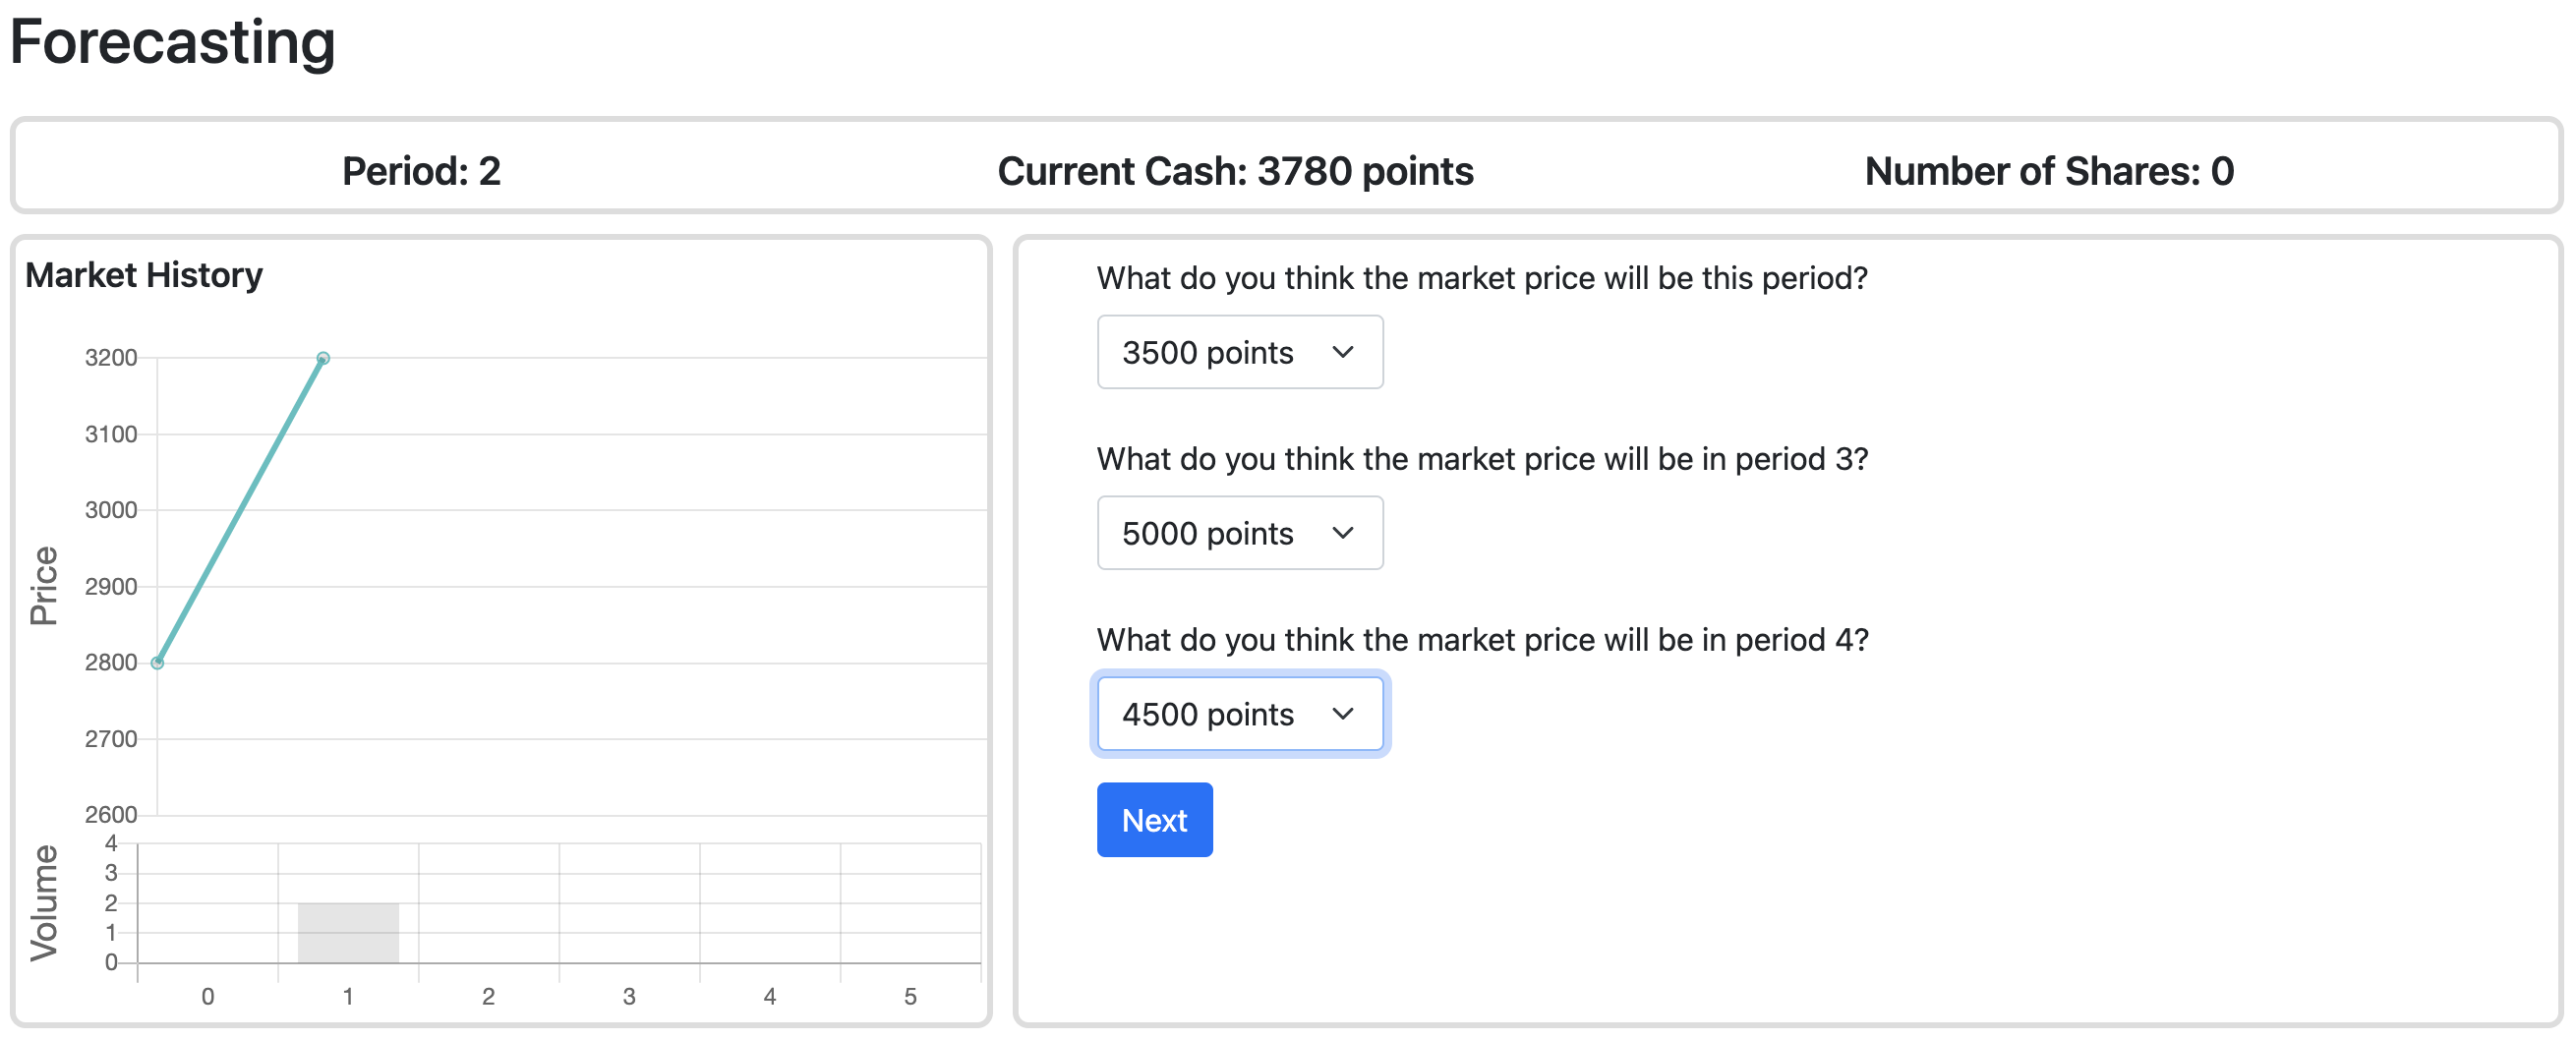 Forecasting
Period: 2
Current Cash: 3780 points
Number of Shares: 0
Market History
3200
3100
3000
2900
2800
2700
2600
Price
4
3
2
1
0
Volume
0 1 2 3 4 5
What do you think the market price will be this period?
3500 points
What do you think the market price will be in period 3?
5000 points
What do you think the market price will be in period 4?
4500 points
Next